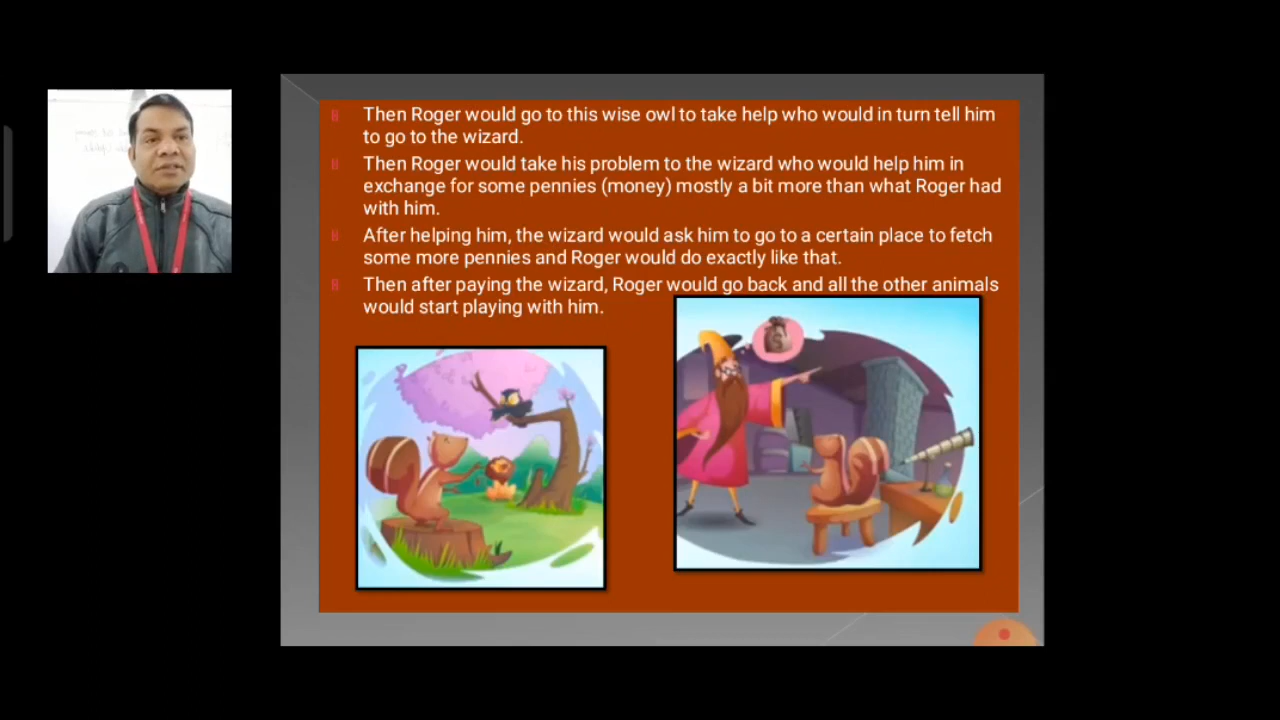 Then Roger would go to this wise owl to take help who would in turn tell him
to go to the wizard.
Then Roger would take his problem to the wizard who would help him in
exchange for some pennies (money) mostly a bit more than what Roger had
with him.
After helping him, the wizard would ask him to go to a certain place to fetch
some more pennies and Roger would do exactly like that.
Then after paying the wizard, Roger would go back and all the other animals
would start playing with him.